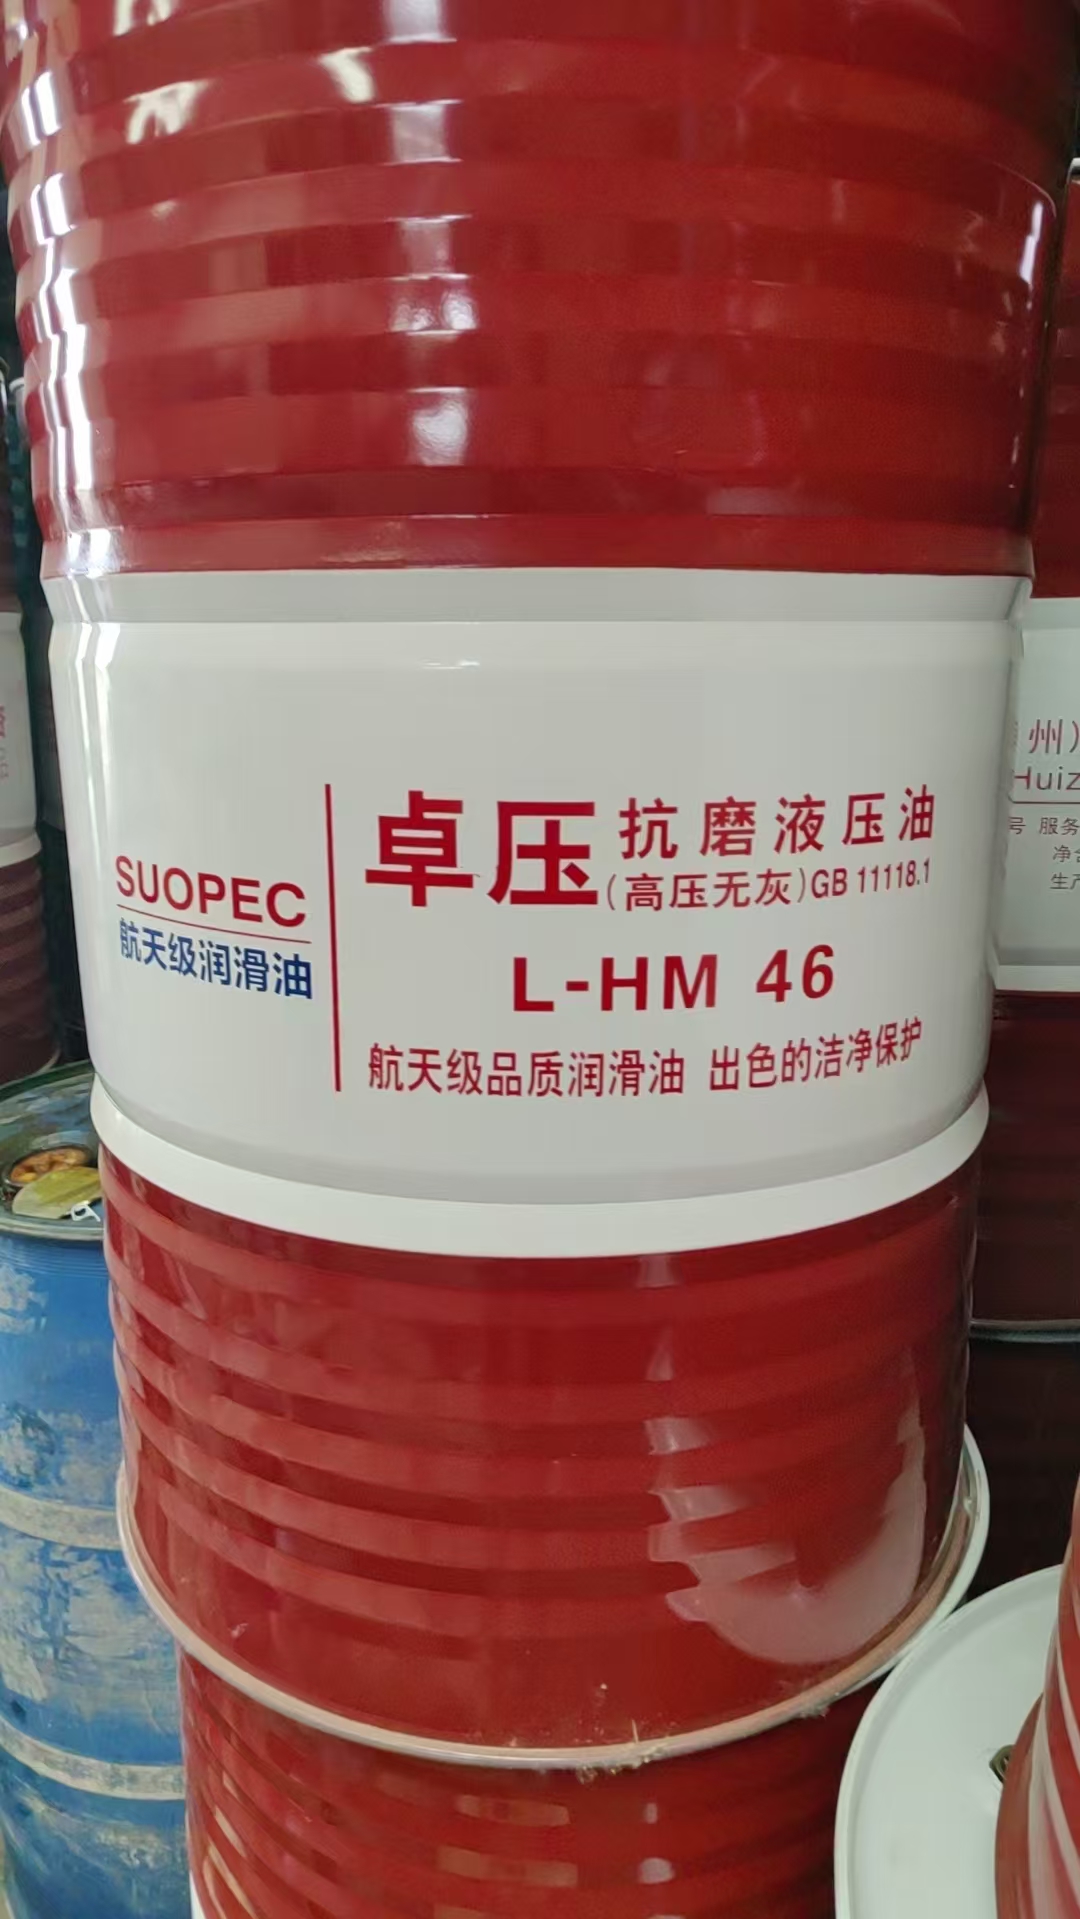 SUOPEC
航天级润滑油
卓压 抗磨液压油
(高压无灰)GB 11118.1
L-HM 46
航天级品质润滑油 出色的洁净保护
州)
Huiz
号 服务
净
生产